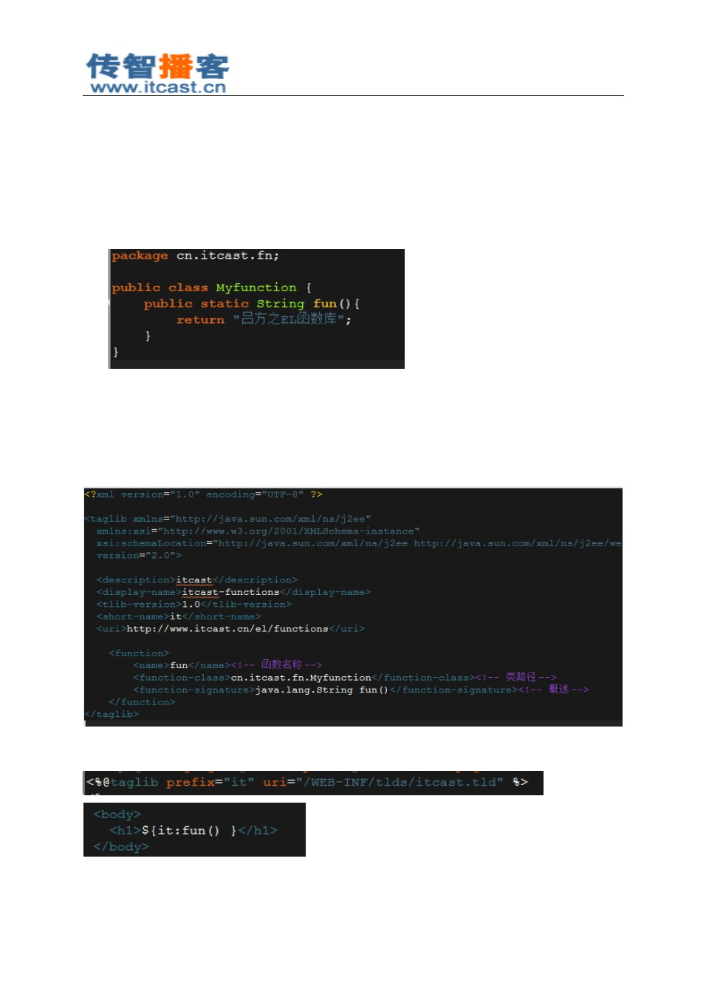 传智播客
www.itcast.cn
package cn.itcast.fn;
public class Myfunction {
public static String fun(){
return "吕方之EL函数库";
}
}
<?xml version="1.0" encoding="UTF-8" ?>
<taglib xmlns="http://java.sun.com/xml/ns/j2ee"
xmlns:xsi="http://www.w3.org/2001/XMLSchema-instance"
xsi:schemaLocation="http://java.sun.com/xml/ns/j2ee http://java.sun.com/xml/ns/j2ee/we
version="2.0">
<description>itcast</description>
<display-name>itcast-functions</display-name>
<tlib-version>1.0</tlib-version>
<short-name>it</short-name>
<uri>http://www.itcast.cn/el/functions</uri>
<function>
<name>fun</name><!-- 函数名称 -->
<function-class>cn.itcast.fn.Myfunction</function-class><!-- 类路径 -->
<function-signature>java.lang.String fun()</function-signature><!-- 概述 -->
</function>
</taglib>
<%@taglib prefix="it" uri="/WEB-INF/tlds/itcast.tld" %>
<body>
<h1>${it:fun() }</h1>
</body>